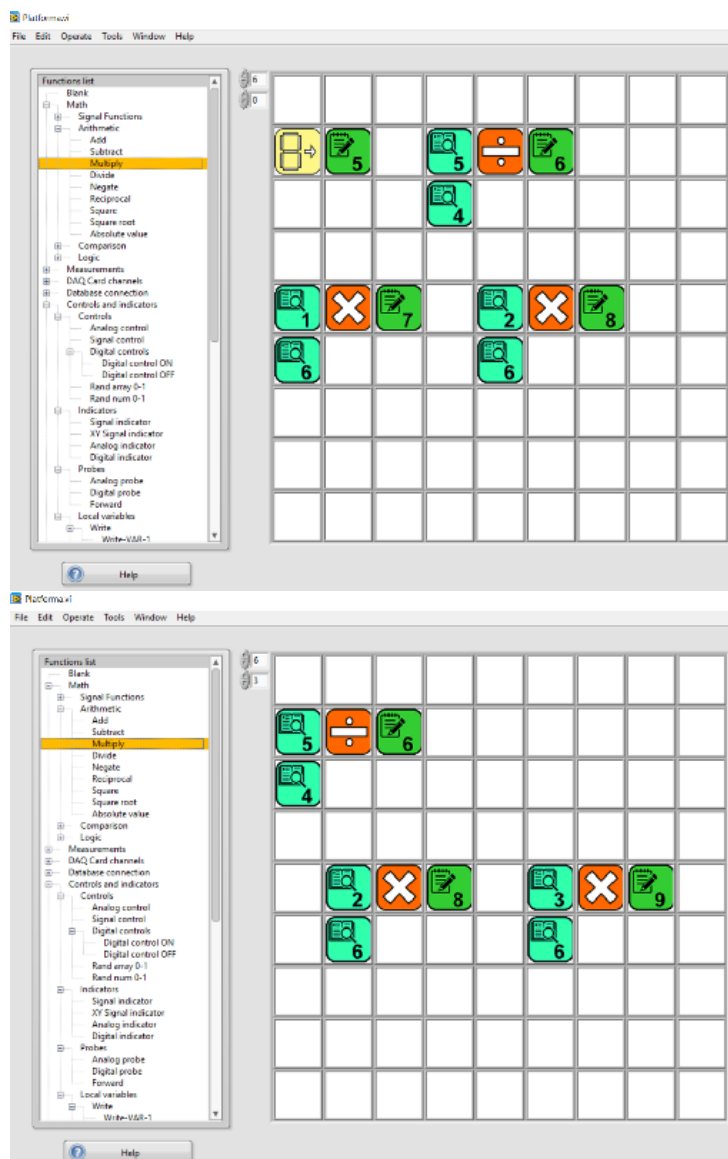 Platforma.vi
File Edit Operate Tools Window Help
Functions list
Blank
Math
Signal Functions
Arithmetic
Add
Subtract
Multiply
Divide
Negate
Reciprocal
Square
Square root
Absolute value
Comparison
Logic
Measurements
DAQ Card channels
Database connection
Controls and indicators
Controls
Analog control
Signal control
Digital controls
Digital control ON
Digital control OFF
Rand array 0-1
Rand num 0-1
Indicators
Signal indicator
XY Signal indicator
Analog indicator
Digital indicator
Probes
Analog probe
Digital probe
Forward
Local variables
Write
Write-VAR-1
Help
6
0
5 5 6
4
1 7 2 8
6 6
Platforma.vi
File Edit Operate Tools Window Help
Functions list
Blank
Math
Signal Functions
Arithmetic
Add
Subtract
Multiply
Divide
Negate
Reciprocal
Square
Square root
Absolute value
Comparison
Logic
Measurements
DAQ Card channels
Database connection
Controls and indicators
Controls
Analog control
Signal control
Digital controls
Digital control ON
Digital control OFF
Rand array 0-1
Rand num 0-1
Indicators
Signal indicator
XY Signal indicator
Analog indicator
Digital indicator
Probes
Analog probe
Digital probe
Forward
Local variables
Write
Write-VAR-1
Help
6
3
5 6
4
2 8 3 9
6 6